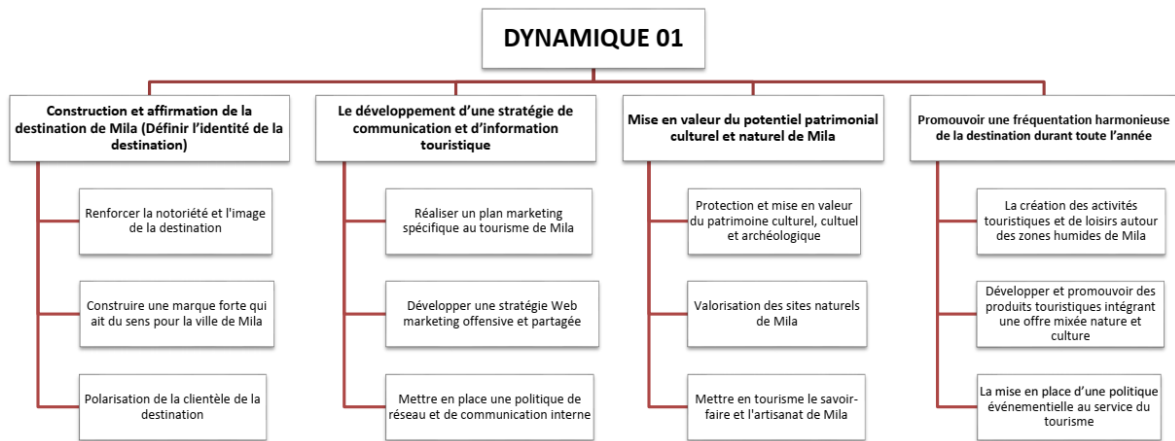 DYNAMIQUE 01
Construction et affirmation de la
destination de Mila (Définir l'identité de la
destination)
Renforcer la notoriété et l'image
de la destination
Construire une marque forte qui
ait du sens pour la ville de Mila
Polarisation de la clientèle de la
destination
Le développement d'une stratégie de
communication et d'information
touristique
Réaliser un plan marketing
spécifique au tourisme de Mila
Développer une stratégie Web
marketing offensive et partagée
Mettre en place une politique de
réseau et de communication interne
Mise en valeur du potentiel patrimonial
culturel et naturel de Mila
Protection et mise en valeur
du patrimoine culturel, cultuel
et archéologique
Valorisation des sites naturels
de Mila
Mettre en tourisme le savoir-
faire et l'artisanat de Mila
Promouvoir une fréquentation harmonieuse
de la destination durant toute l'année
La création des activités
touristiques et de loisirs autour
des zones humides de Mila
Développer et promouvoir des
produits touristiques intégrant
une offre mixée nature et
culture
La mise en place d'une politique
événementielle au service du
tourisme